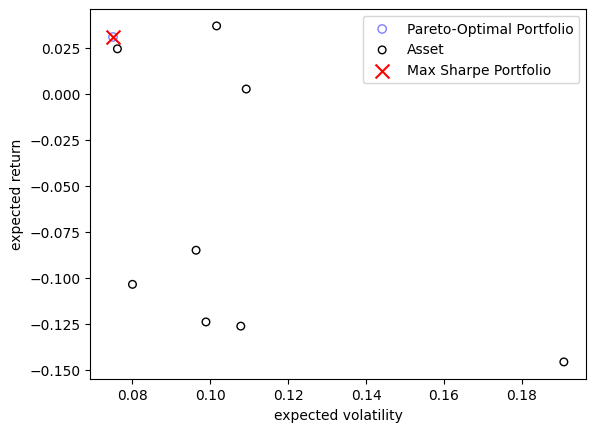 Pareto-Optimal Portfolio
Asset
Max Sharpe Portfolio
expected return
0.025
0.000
−0.025
−0.050
−0.075
−0.100
−0.125
−0.150
0.08 0.10 0.12 0.14 0.16 0.18
expected volatility